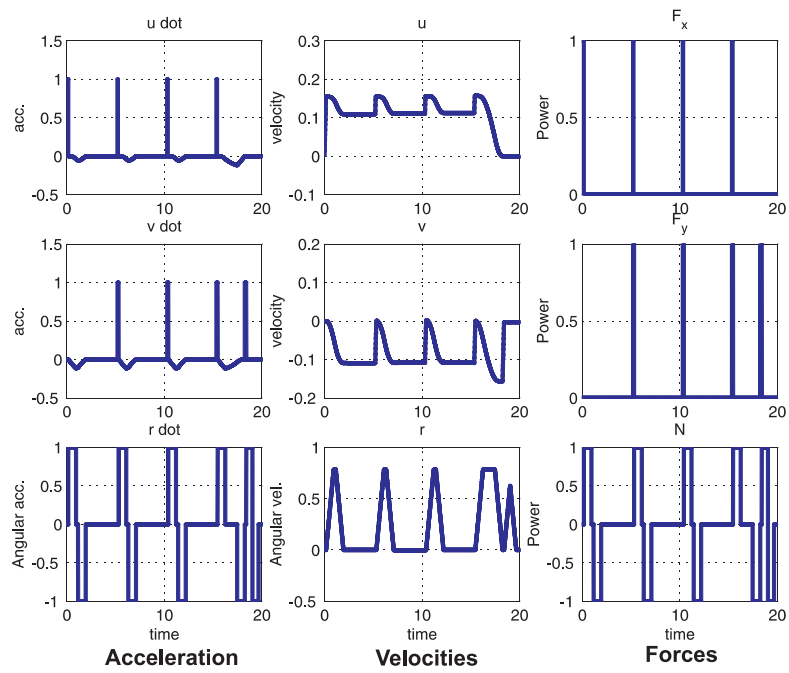 u dot
u
F_x
1.5
1
0.5
0
-0.5
acc.
0 10 20
0.3
0.2
0.1
0
-0.1
velocity
0 10 20
1
0.5
0
Power
0 10 20
v dot
v
F_y
1.5
1
0.5
0
-0.5
acc.
0 10 20
0.2
0.1
0
-0.1
-0.2
velocity
0 10 20
1
0.5
0
Power
0 10 20
r dot
r
N
1
0.5
0
-0.5
-1
Angular acc.
0 10 20
time
1
0.5
0
-0.5
Angular vel.
0 10 20
time
1
0.5
0
-0.5
-1
Power
0 10 20
time
Acceleration
Velocities
Forces